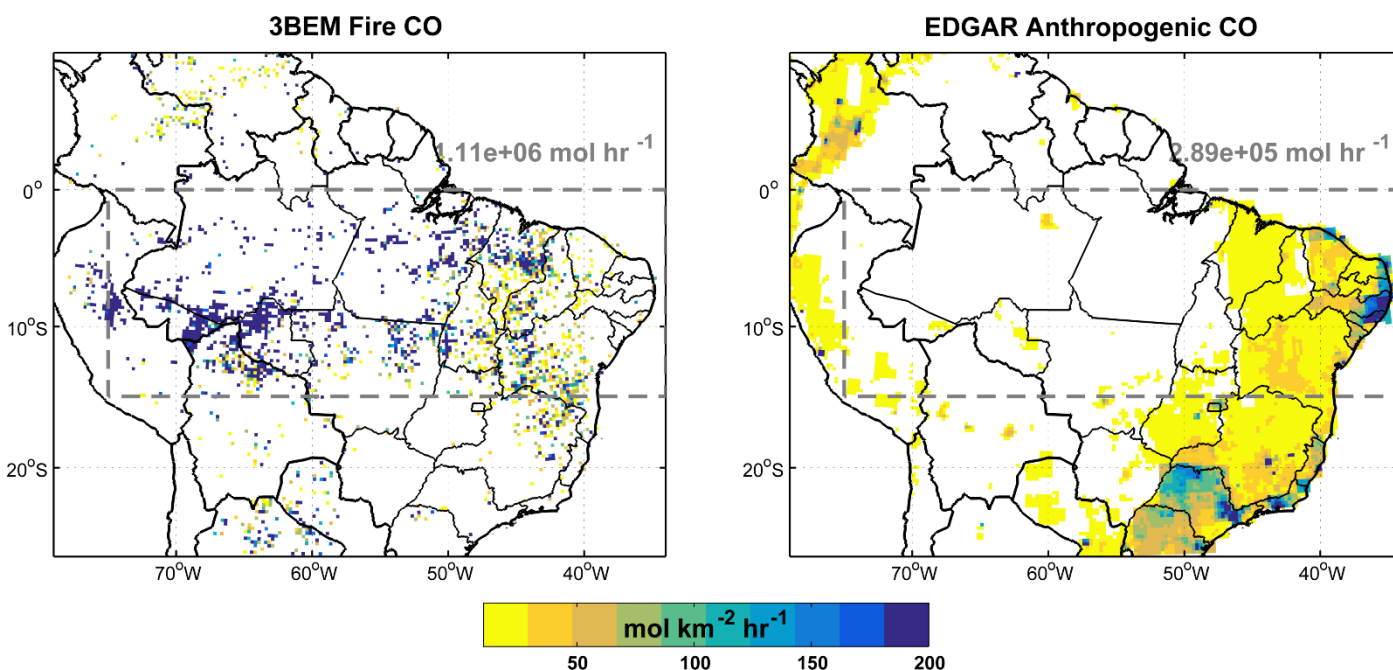 3BEM Fire CO
EDGAR Anthropogenic CO
1.11e+06 mol hr -1
2.89e+05 mol hr -1
0°
10°S
20°S
70°W 60°W 50°W 40°W
0°
10°S
20°S
70°W 60°W 50°W 40°W
mol km-2 hr-1
50 100 150 200